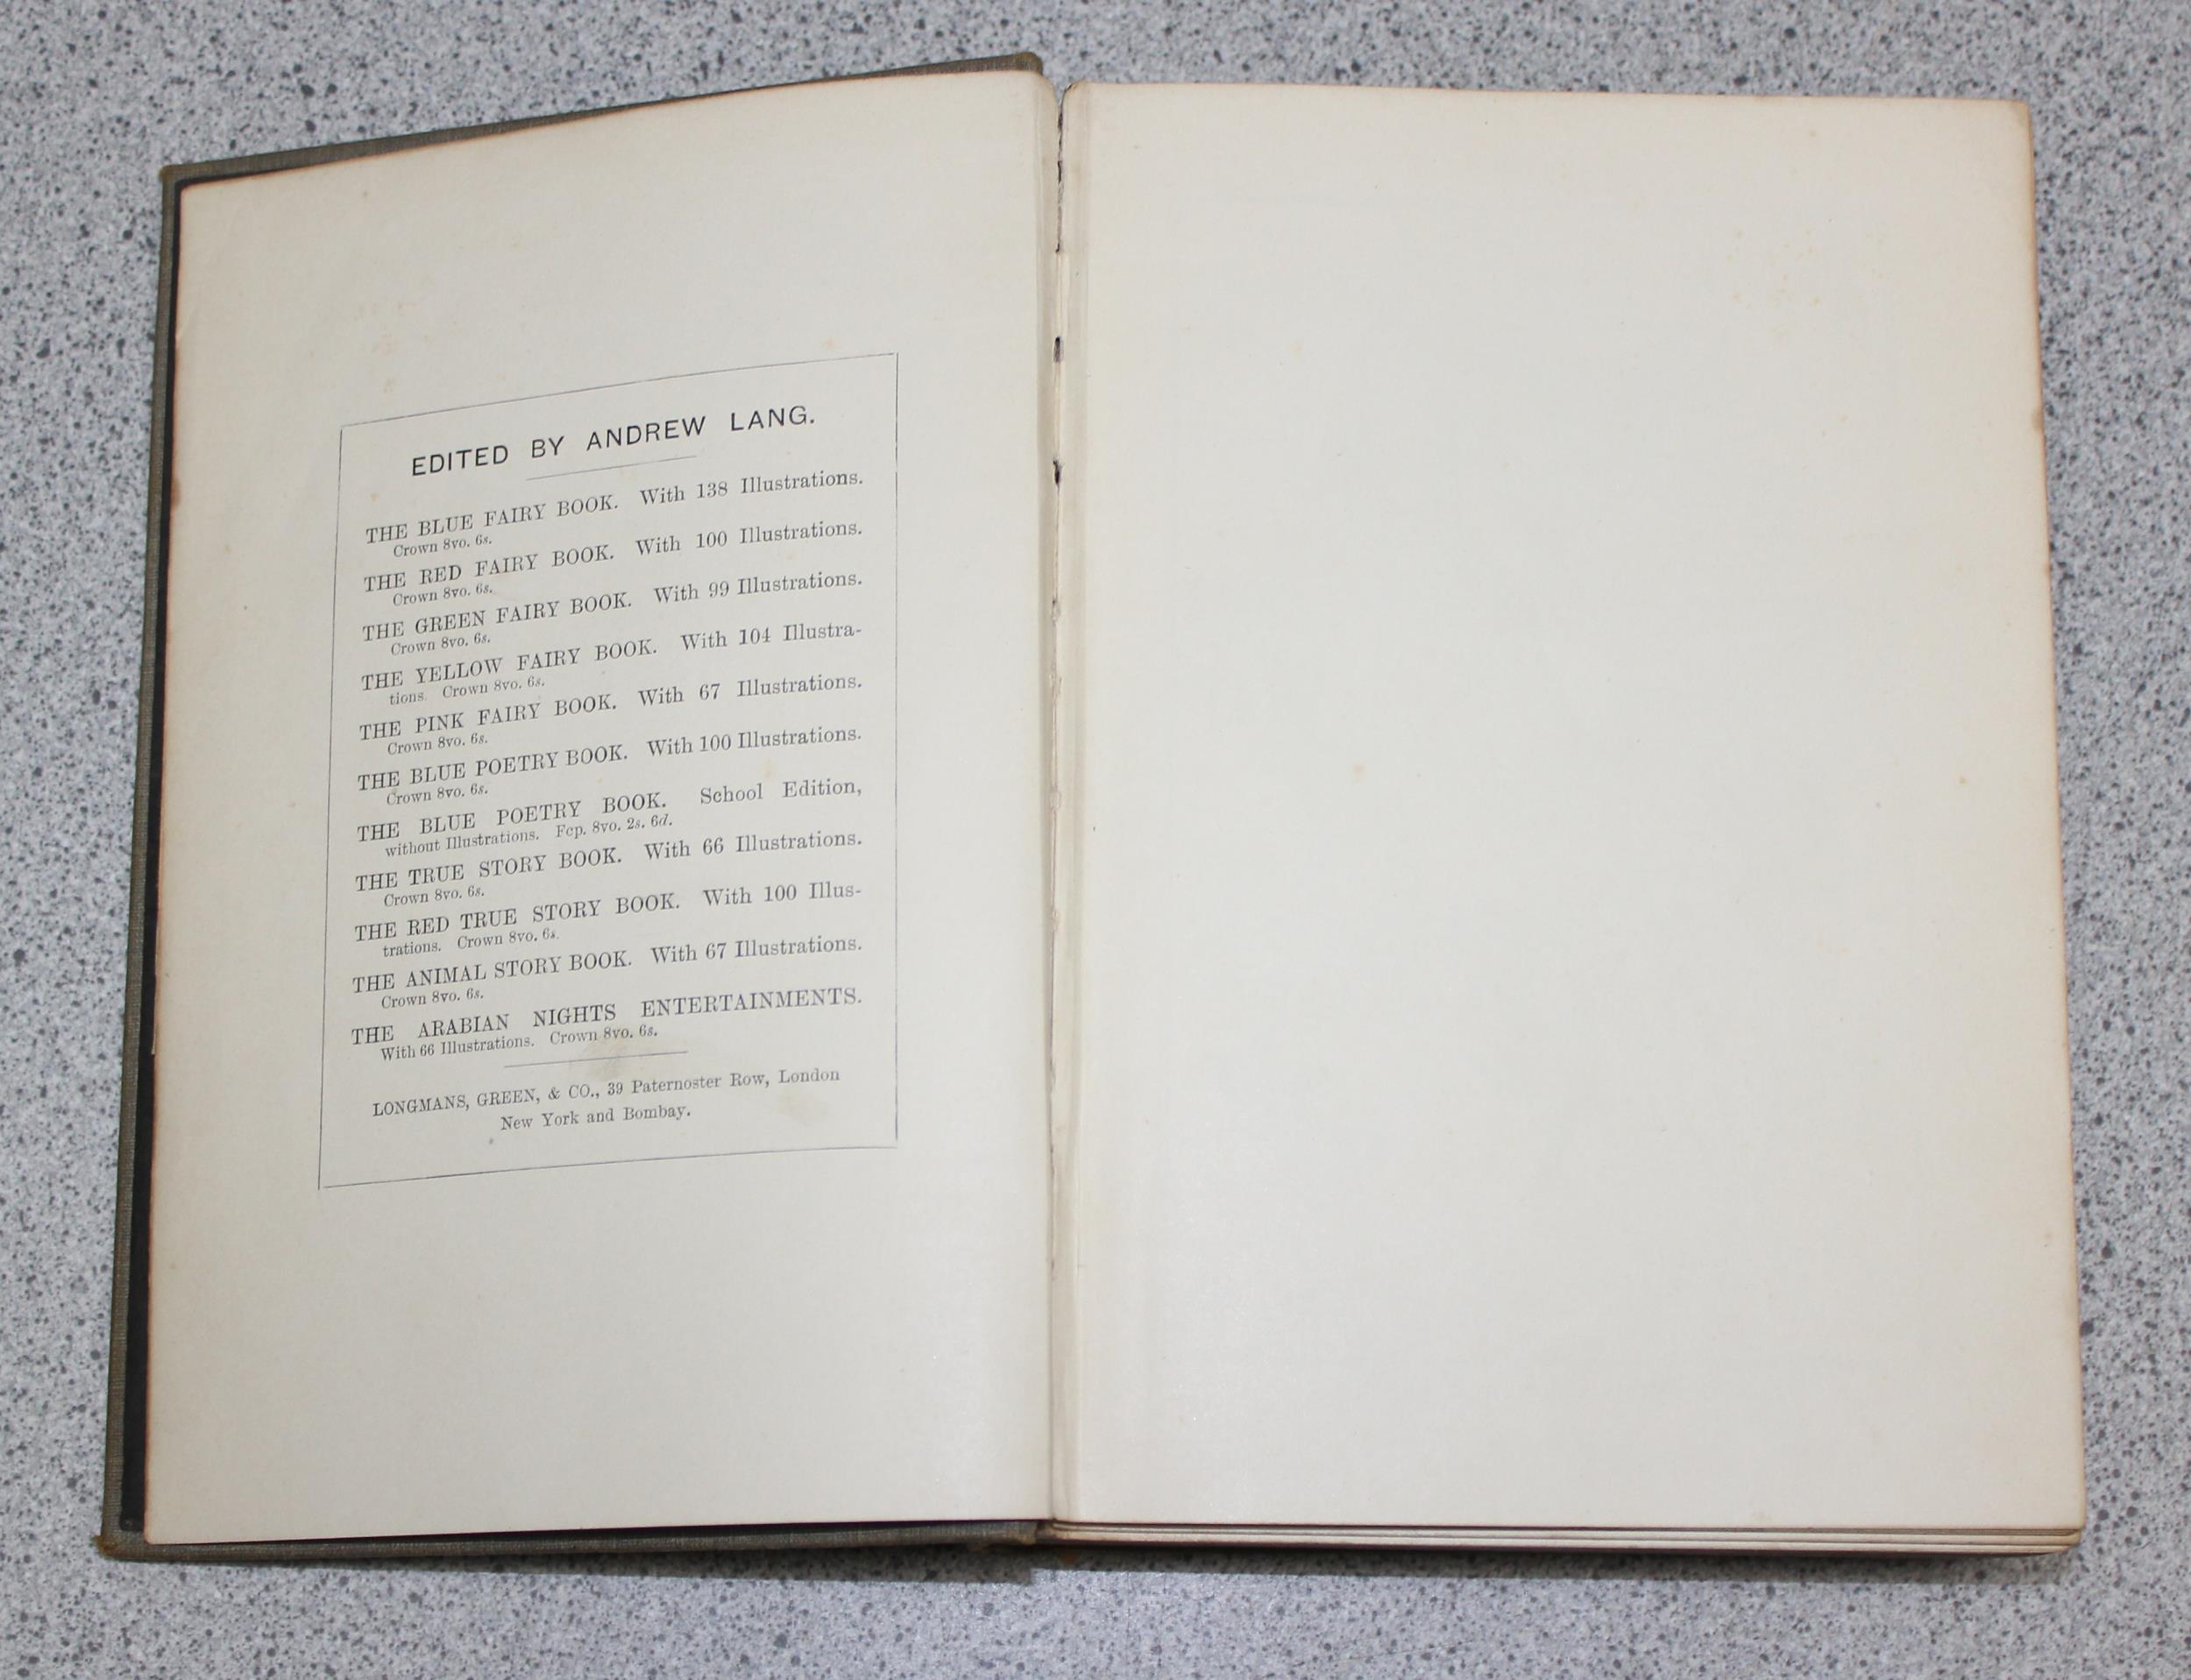 EDITED BY ANDREW LANG.
THE BLUE FAIRY BOOK. With 138 Illustrations.
Crown 8vo. 6s.
THE RED FAIRY BOOK. With 100 Illustrations.
Crown 8vo. 6s.
THE GREEN FAIRY BOOK. With 99 Illustrations.
Crown 8vo. 6s.
THE YELLOW FAIRY BOOK. With 104 Illustra-
tions. Crown 8vo. 6s.
THE PINK FAIRY BOOK. With 67 Illustrations.
Crown 8vo. 6s.
THE BLUE POETRY BOOK. With 100 Illustrations.
Crown 8vo. 6s.
THE BLUE POETRY BOOK. School Edition,
without Illustrations. Fcp. 8vo. 2s. 6d.
THE TRUE STORY BOOK. With 66 Illustrations.
Crown 8vo. 6s.
THE RED TRUE STORY BOOK. With 100 Illus-
trations. Crown 8vo. 6s.
THE ANIMAL STORY BOOK. With 67 Illustrations.
Crown 8vo. 6s.
THE ARABIAN NIGHTS ENTERTAINMENTS.
With 66 Illustrations. Crown 8vo. 6s.
LONGMANS, GREEN, & CO., 39 Paternoster Row, London
New York and Bombay.